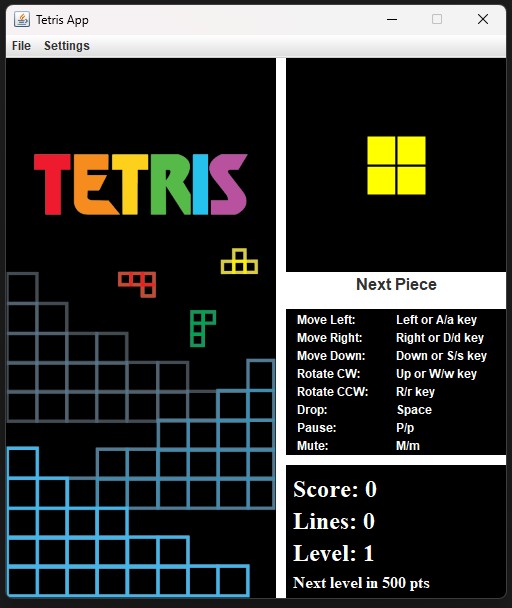 Tetris App
File Settings
TETRIS
Next Piece
Move Left: Left or A/a key
Move Right: Right or D/d key
Move Down: Down or S/s key
Rotate CW: Up or W/w key
Rotate CCW: R/r key
Drop: Space
Pause: P/p
Mute: M/m
Score: 0
Lines: 0
Level: 1
Next level in 500 pts